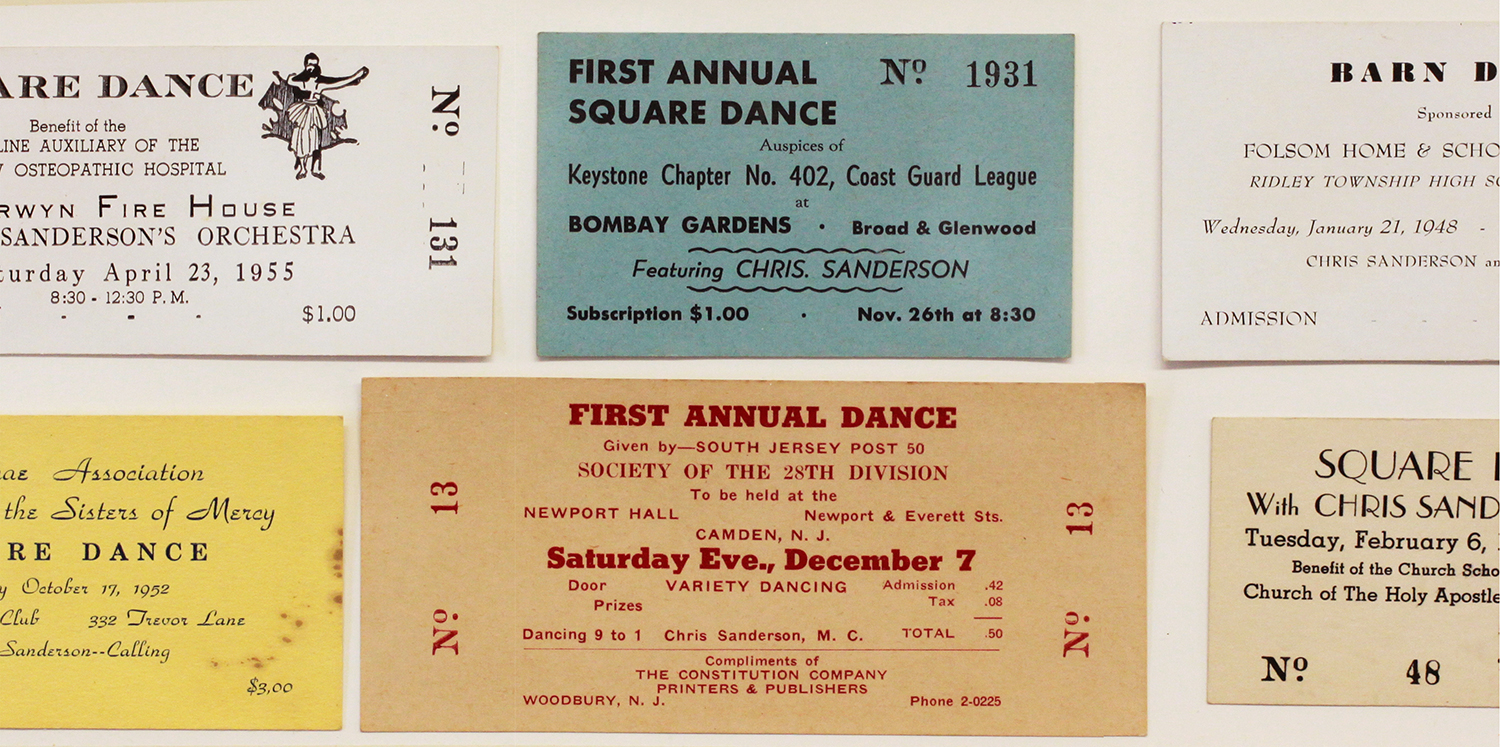 ARE DANCE
Benefit of the
LINE AUXILIARY OF THE
OSTEOPATHIC HOSPITAL
RWYN FIRE HOUSE
SANDERSON'S ORCHESTRA
turday April 23, 1955
8:30 - 12:30 P.M.
$1.00
Nº 131
FIRST ANNUAL Nº 1931
SQUARE DANCE
Auspices of
Keystone Chapter No. 402, Coast Guard League
at
BOMBAY GARDENS · Broad & Glenwood
Featuring CHRIS. SANDERSON
Subscription $1.00 · Nov. 26th at 8:30
BARN D
Sponsored
FOLSOM HOME & SCHO
RIDLEY TOWNSHIP HIGH SC
Wednesday, January 21, 1948 -
CHRIS SANDERSON an
ADMISSION - - -
nae Association
the Sisters of Mercy
RE DANCE
y October 17, 1952
Club 332 Trevor Lane
Sanderson--Calling
$3,00
FIRST ANNUAL DANCE
Given by—SOUTH JERSEY POST 50
SOCIETY OF THE 28TH DIVISION
To be held at the
NEWPORT HALL Newport & Everett Sts.
CAMDEN, N. J.
Saturday Eve., December 7
Door VARIETY DANCING Admission .42
Prizes Tax .08
Dancing 9 to 1 Chris Sanderson, M. C. TOTAL .50
Compliments of
THE CONSTITUTION COMPANY
PRINTERS & PUBLISHERS
WOODBURY, N. J. Phone 2-0225
Nº 13
Nº 13
SQUARE
With CHRIS SAND
Tuesday, February 6,
Benefit of the Church Scho
Church of The Holy Apostle
Nº 48